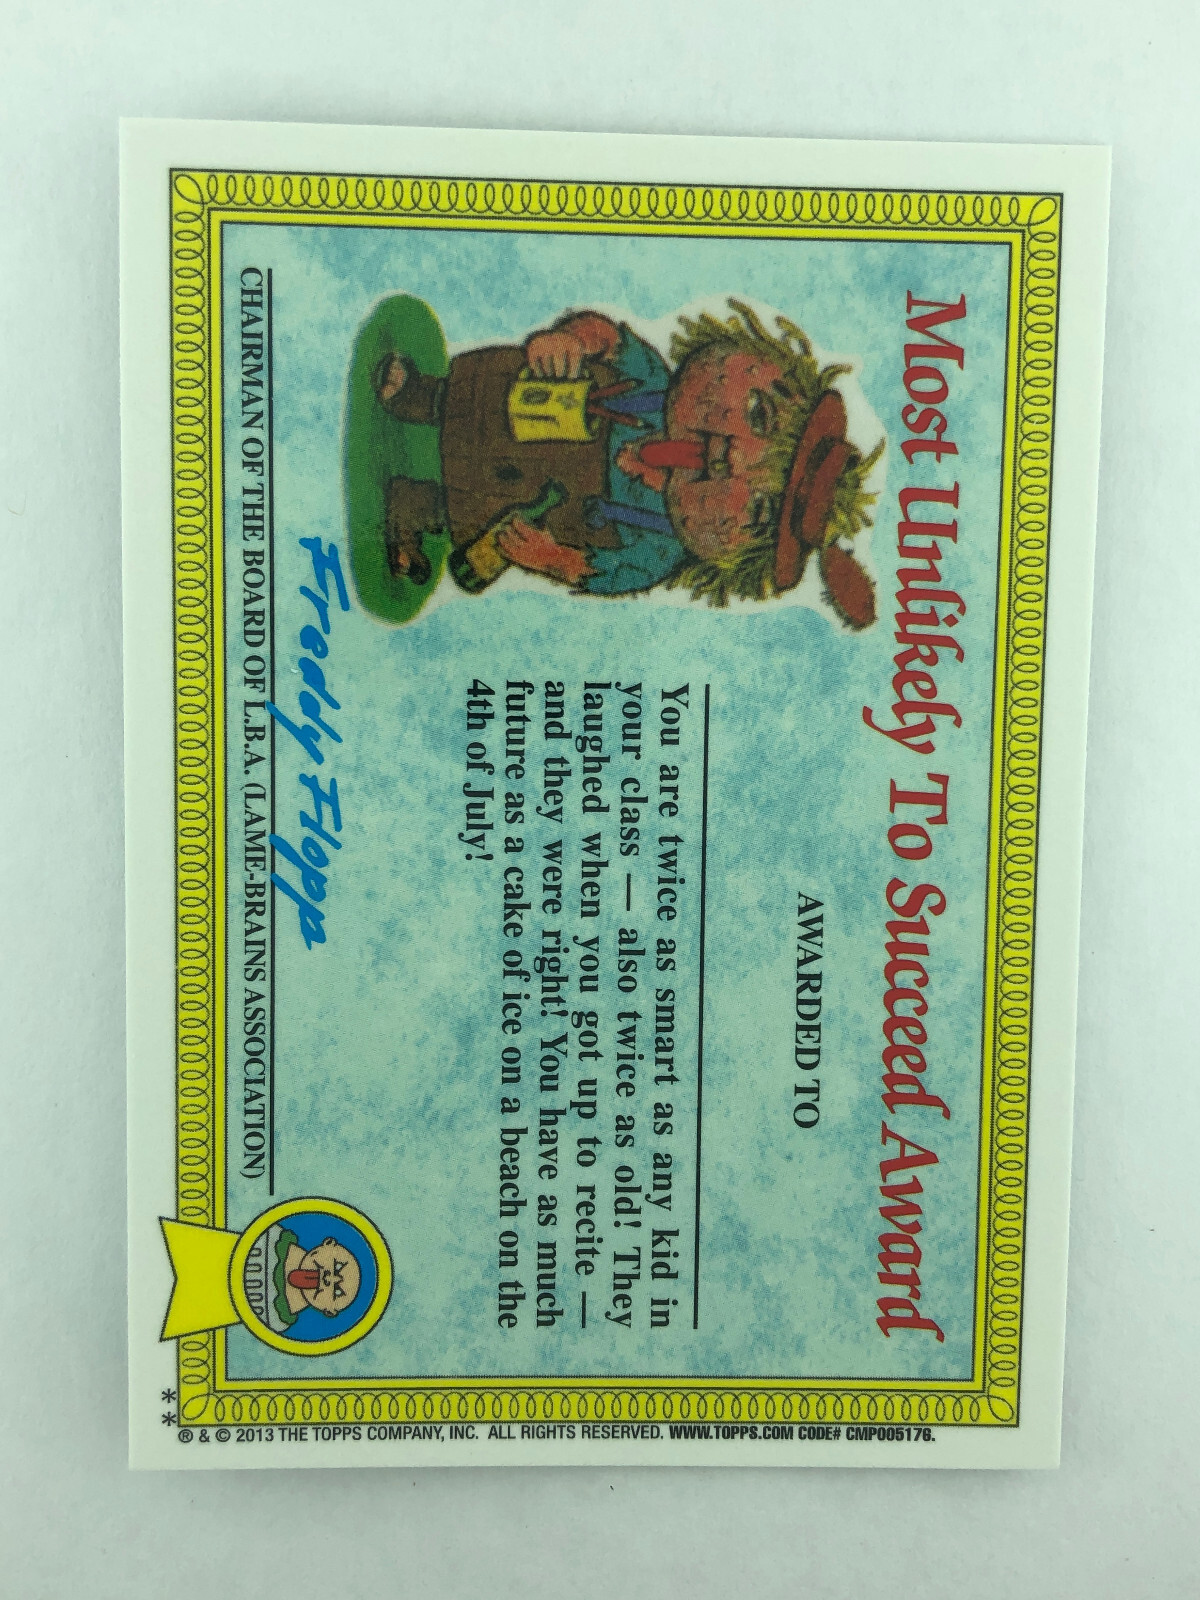 Most Unlikely To Succeed Award
AWARDED TO
You are twice as smart as any kid in
your class — also twice as old! They
laughed when you got up to recite —
and they were right! You have as much
future as a cake of ice on a beach on the
4th of July!
Freddy Flopp
CHAIRMAN OF THE BOARD OF L.B.A. (LAME-BRAINS ASSOCIATION)
**
® & © 2013 THE TOPPS COMPANY, INC. ALL RIGHTS RESERVED. WWW.TOPPS.COM CODE# CMP005176.